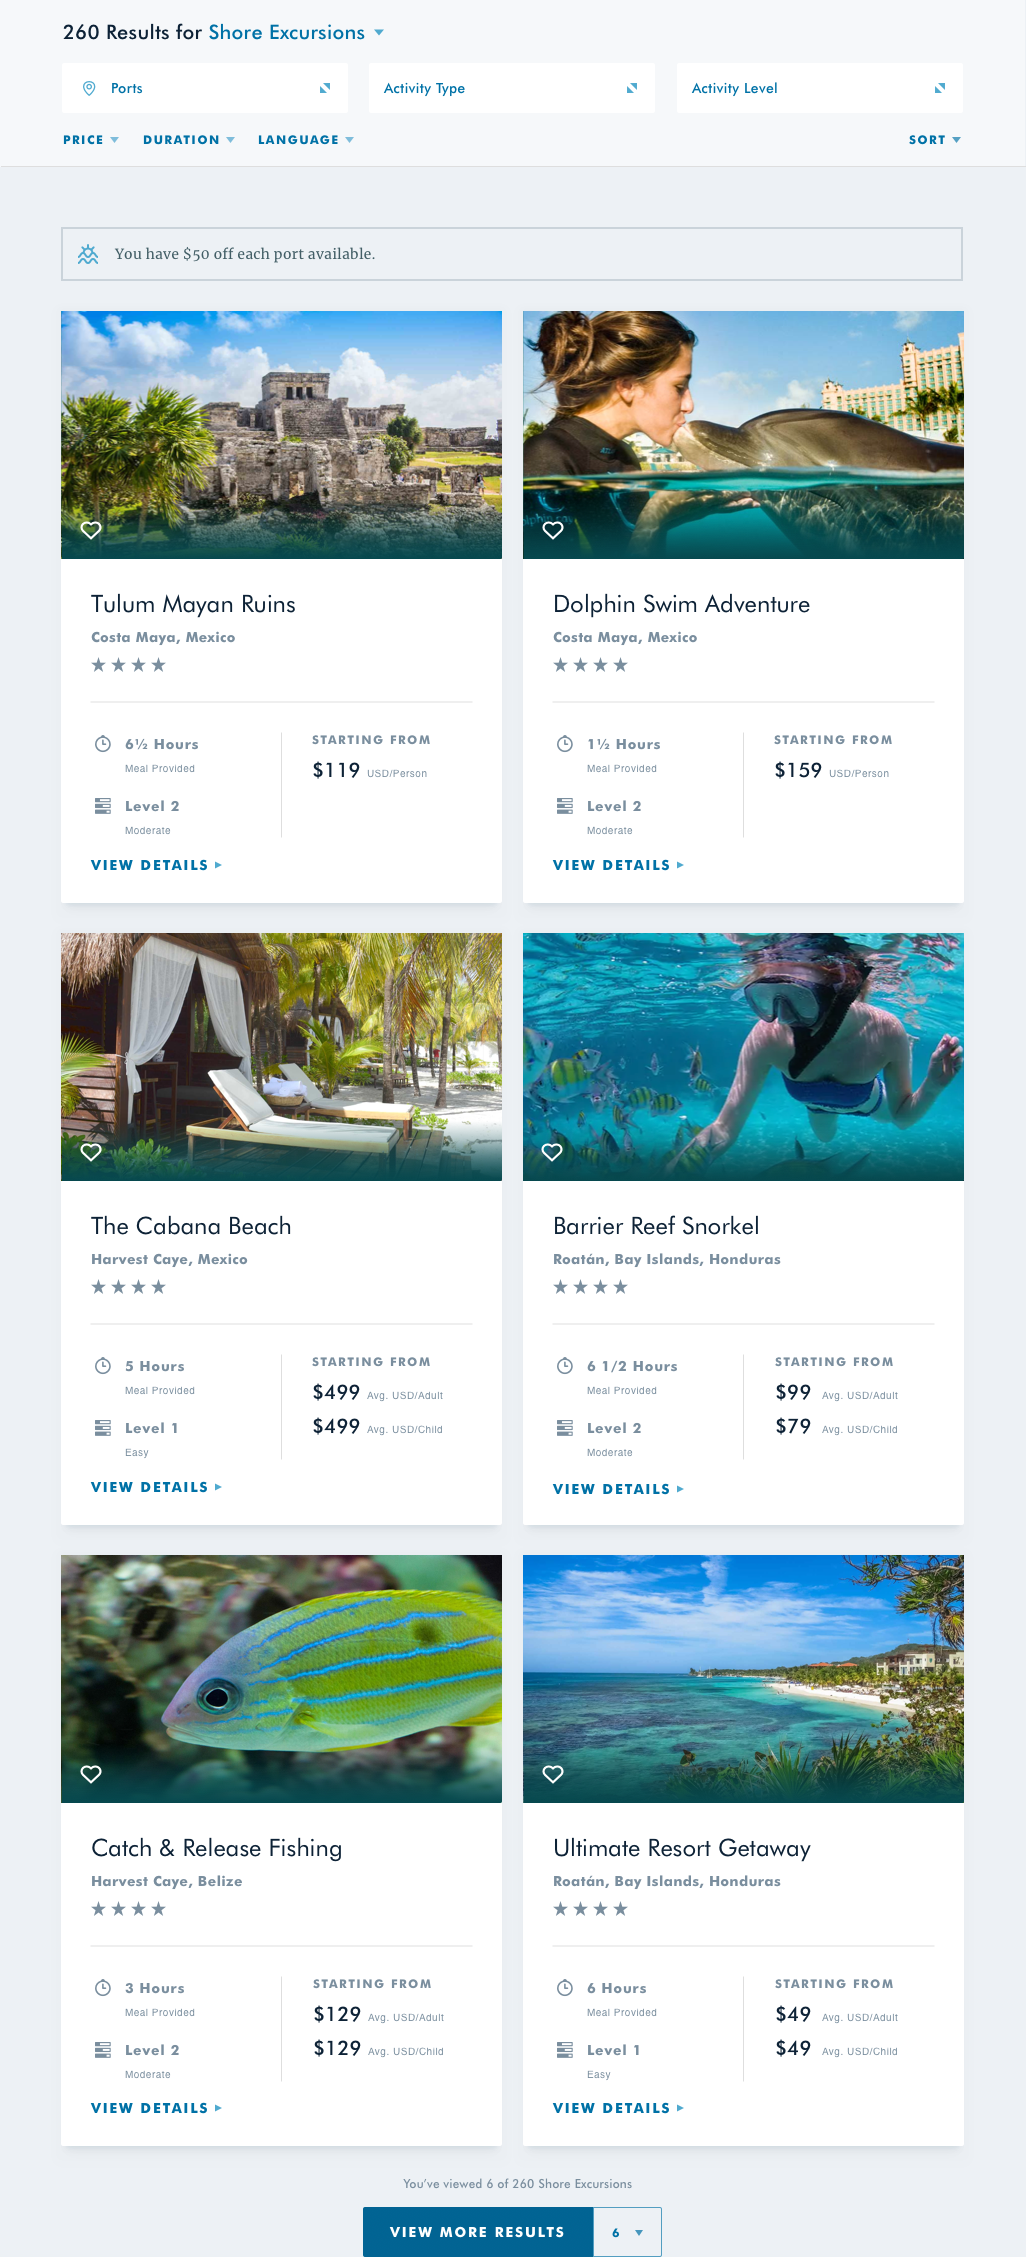 260 Results for Shore Excursions
Ports
Activity Type
Activity Level
PRICE
DURATION
LANGUAGE
SORT
You have $50 off each port available.
Tulum Mayan Ruins
Costa Maya, Mexico
6½ Hours
Meal Provided
Level 2
Moderate
STARTING FROM
$119 USD/Person
VIEW DETAILS
Dolphin Swim Adventure
Costa Maya, Mexico
1½ Hours
Meal Provided
Level 2
Moderate
STARTING FROM
$159 USD/Person
VIEW DETAILS
The Cabana Beach
Harvest Caye, Mexico
5 Hours
Meal Provided
Level 1
Easy
STARTING FROM
$499 Avg. USD/Adult
$499 Avg. USD/Child
VIEW DETAILS
Barrier Reef Snorkel
Roatán, Bay Islands, Honduras
6 1/2 Hours
Meal Provided
Level 2
Moderate
STARTING FROM
$99 Avg. USD/Adult
$79 Avg. USD/Child
VIEW DETAILS
Catch & Release Fishing
Harvest Caye, Belize
3 Hours
Meal Provided
Level 2
Moderate
STARTING FROM
$129 Avg. USD/Adult
$129 Avg. USD/Child
VIEW DETAILS
Ultimate Resort Getaway
Roatán, Bay Islands, Honduras
6 Hours
Meal Provided
Level 1
Easy
STARTING FROM
$49 Avg. USD/Adult
$49 Avg. USD/Child
VIEW DETAILS
You've viewed 6 of 260 Shore Excursions
VIEW MORE RESULTS
6